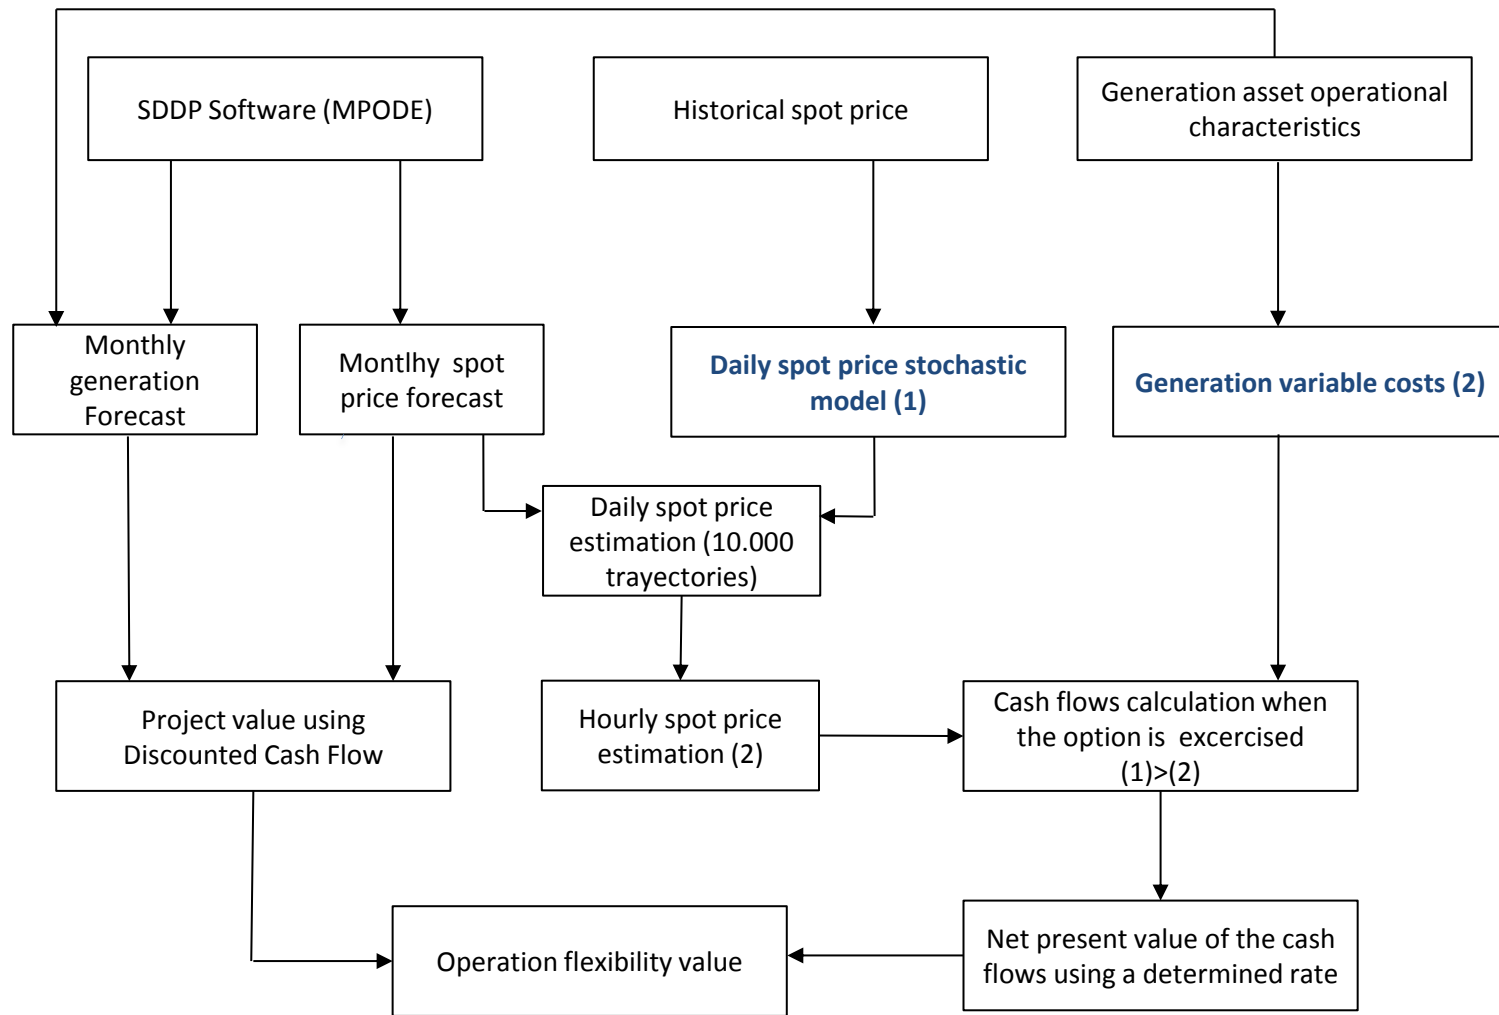 SDDP Software (MPODE)
Historical spot price
Generation asset operational
characteristics
Monthly
generation
Forecast
Montlhy spot
price forecast
Daily spot price stochastic
model (1)
Generation variable costs (2)
Daily spot price
estimation (10.000
trayectories)
Project value using
Discounted Cash Flow
Hourly spot price
estimation (2)
Cash flows calculation when
the option is excercised
(1)>(2)
Operation flexibility value
Net present value of the cash
flows using a determined rate